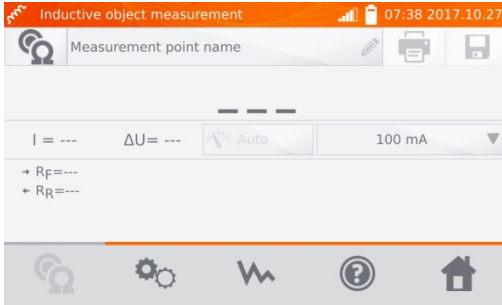 Inductive object measurement 07:38 2017.10.27
Measurement point name
---
I = --- ΔU= --- Auto 100 mA
→ RF=---
← RR=---